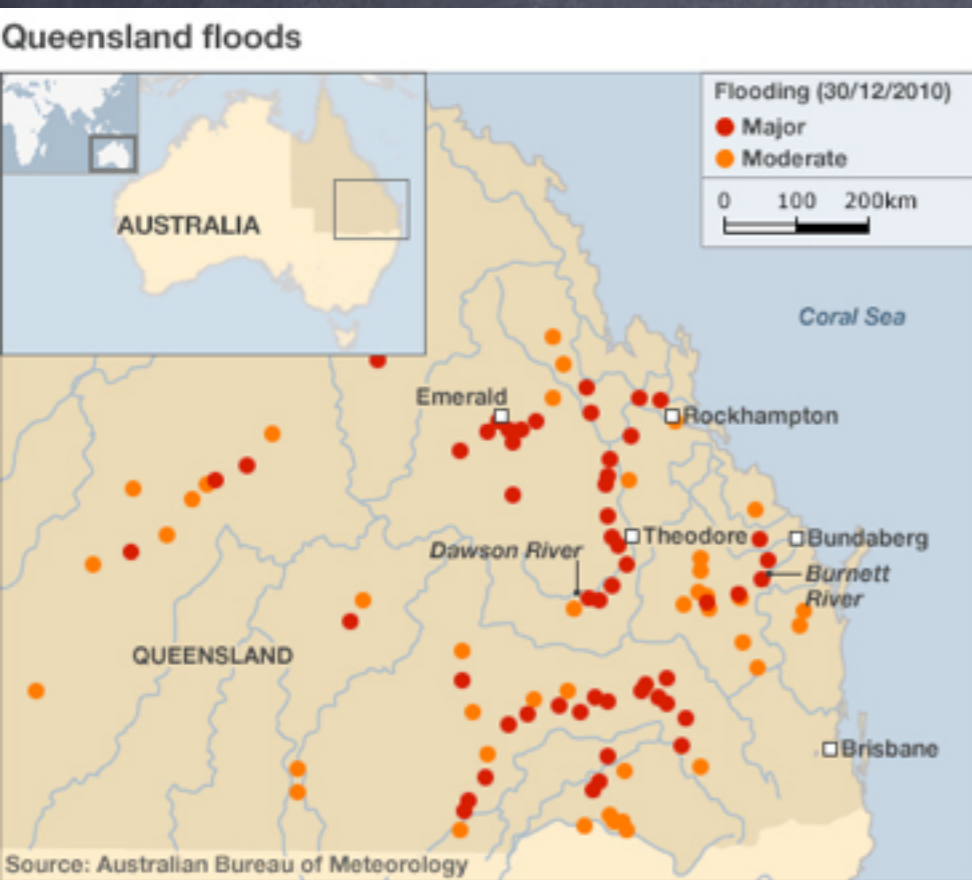 Queensland floods
Flooding (30/12/2010)
Major
Moderate
0 100 200km
AUSTRALIA
Coral Sea
Emerald
Rockhampton
Theodore
Bundaberg
Dawson River
Burnett
River
QUEENSLAND
Brisbane
Source: Australian Bureau of Meteorology